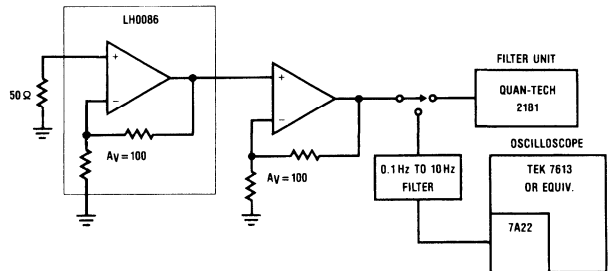 LH0086
50Ω
+
−
AV = 100
+
−
AV = 100
FILTER UNIT
QUAN-TECH
2181
OSCILLOSCOPE
0.1 Hz TO 10 Hz
FILTER
TEK 7613
OR EQUIV.
7A22